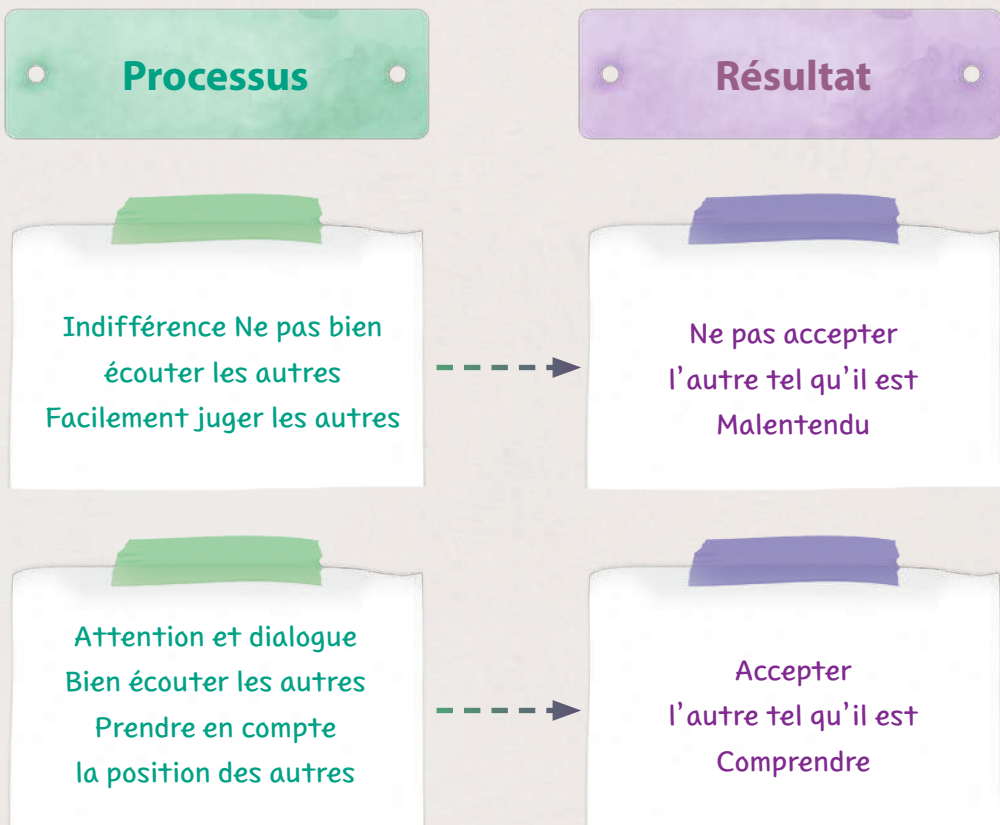 Processus
Résultat
Indifférence Ne pas bien
écouter les autres
Facilement juger les autres
Ne pas accepter
l’autre tel qu’il est
Malentendu
Attention et dialogue
Bien écouter les autres
Prendre en compte
la position des autres
Accepter
l’autre tel qu’il est
Comprendre